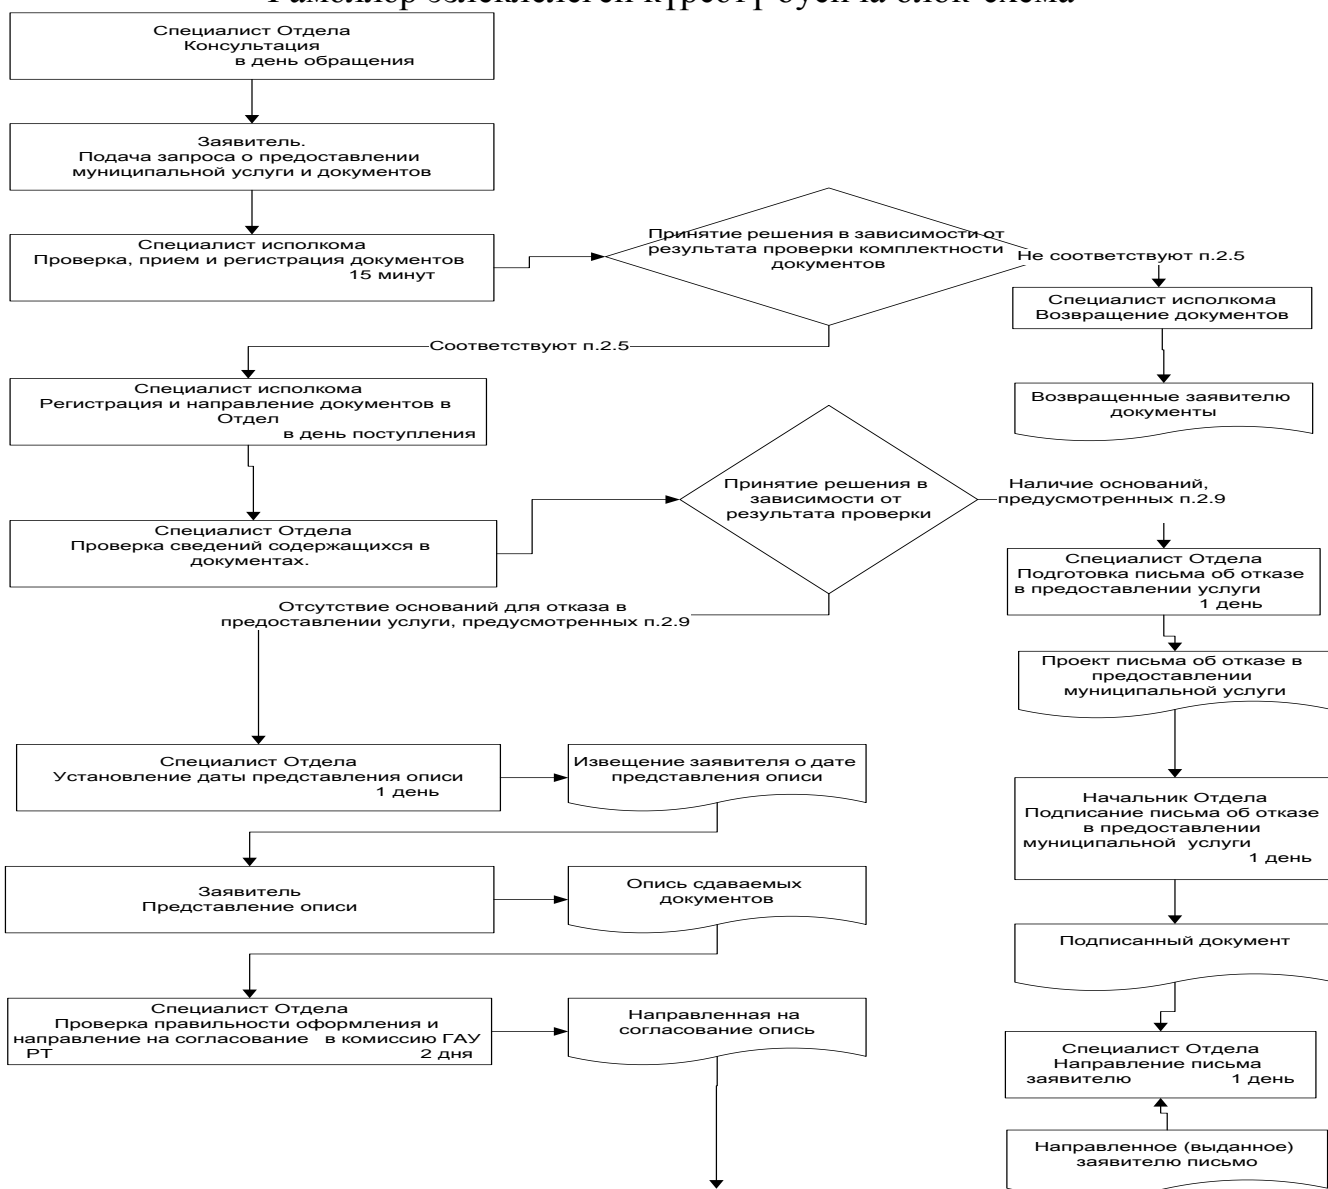 блок-схема
Специалист Отдела
Консультация
в день обращения
Заявитель.
Подача запроса о предоставлении
муниципальной услуги и документов
Специалист исполкома
Проверка, прием и регистрация документов
15 минут
Принятие решения в зависимости от
результата проверки комплектности
документов
Не соответствуют п.2.5
Специалист исполкома
Возвращение документов
Возвращенные заявителю
документы
Соответствуют п.2.5
Специалист исполкома
Регистрация и направление документов в
Отдел
в день поступления
Специалист Отдела
Проверка сведений содержащихся в
документах.
Принятие решения в
зависимости от
результата проверки
Наличие оснований,
предусмотренных п.2.9
Специалист Отдела
Подготовка письма об отказе
в предоставлении услуги
1 день
Отсутствие оснований для отказа в
предоставлении услуги, предусмотренных п.2.9
Проект письма об отказе в
предоставлении
муниципальной услуги
Специалист Отдела
Установление даты представления описи
1 день
Извещение заявителя о дате
представления описи
Начальник Отдела
Подписание письма об отказе
в предоставлении
муниципальной услуги
1 день
Заявитель
Представление описи
Опись сдаваемых
документов
Подписанный документ
Специалист Отдела
Проверка правильности оформления и
направление на согласование в комиссию ГАУ
РТ 2 дня
Направленная на
согласование опись
Специалист Отдела
Направление письма
заявителю 1 день
Направленное (выданное)
заявителю письмо